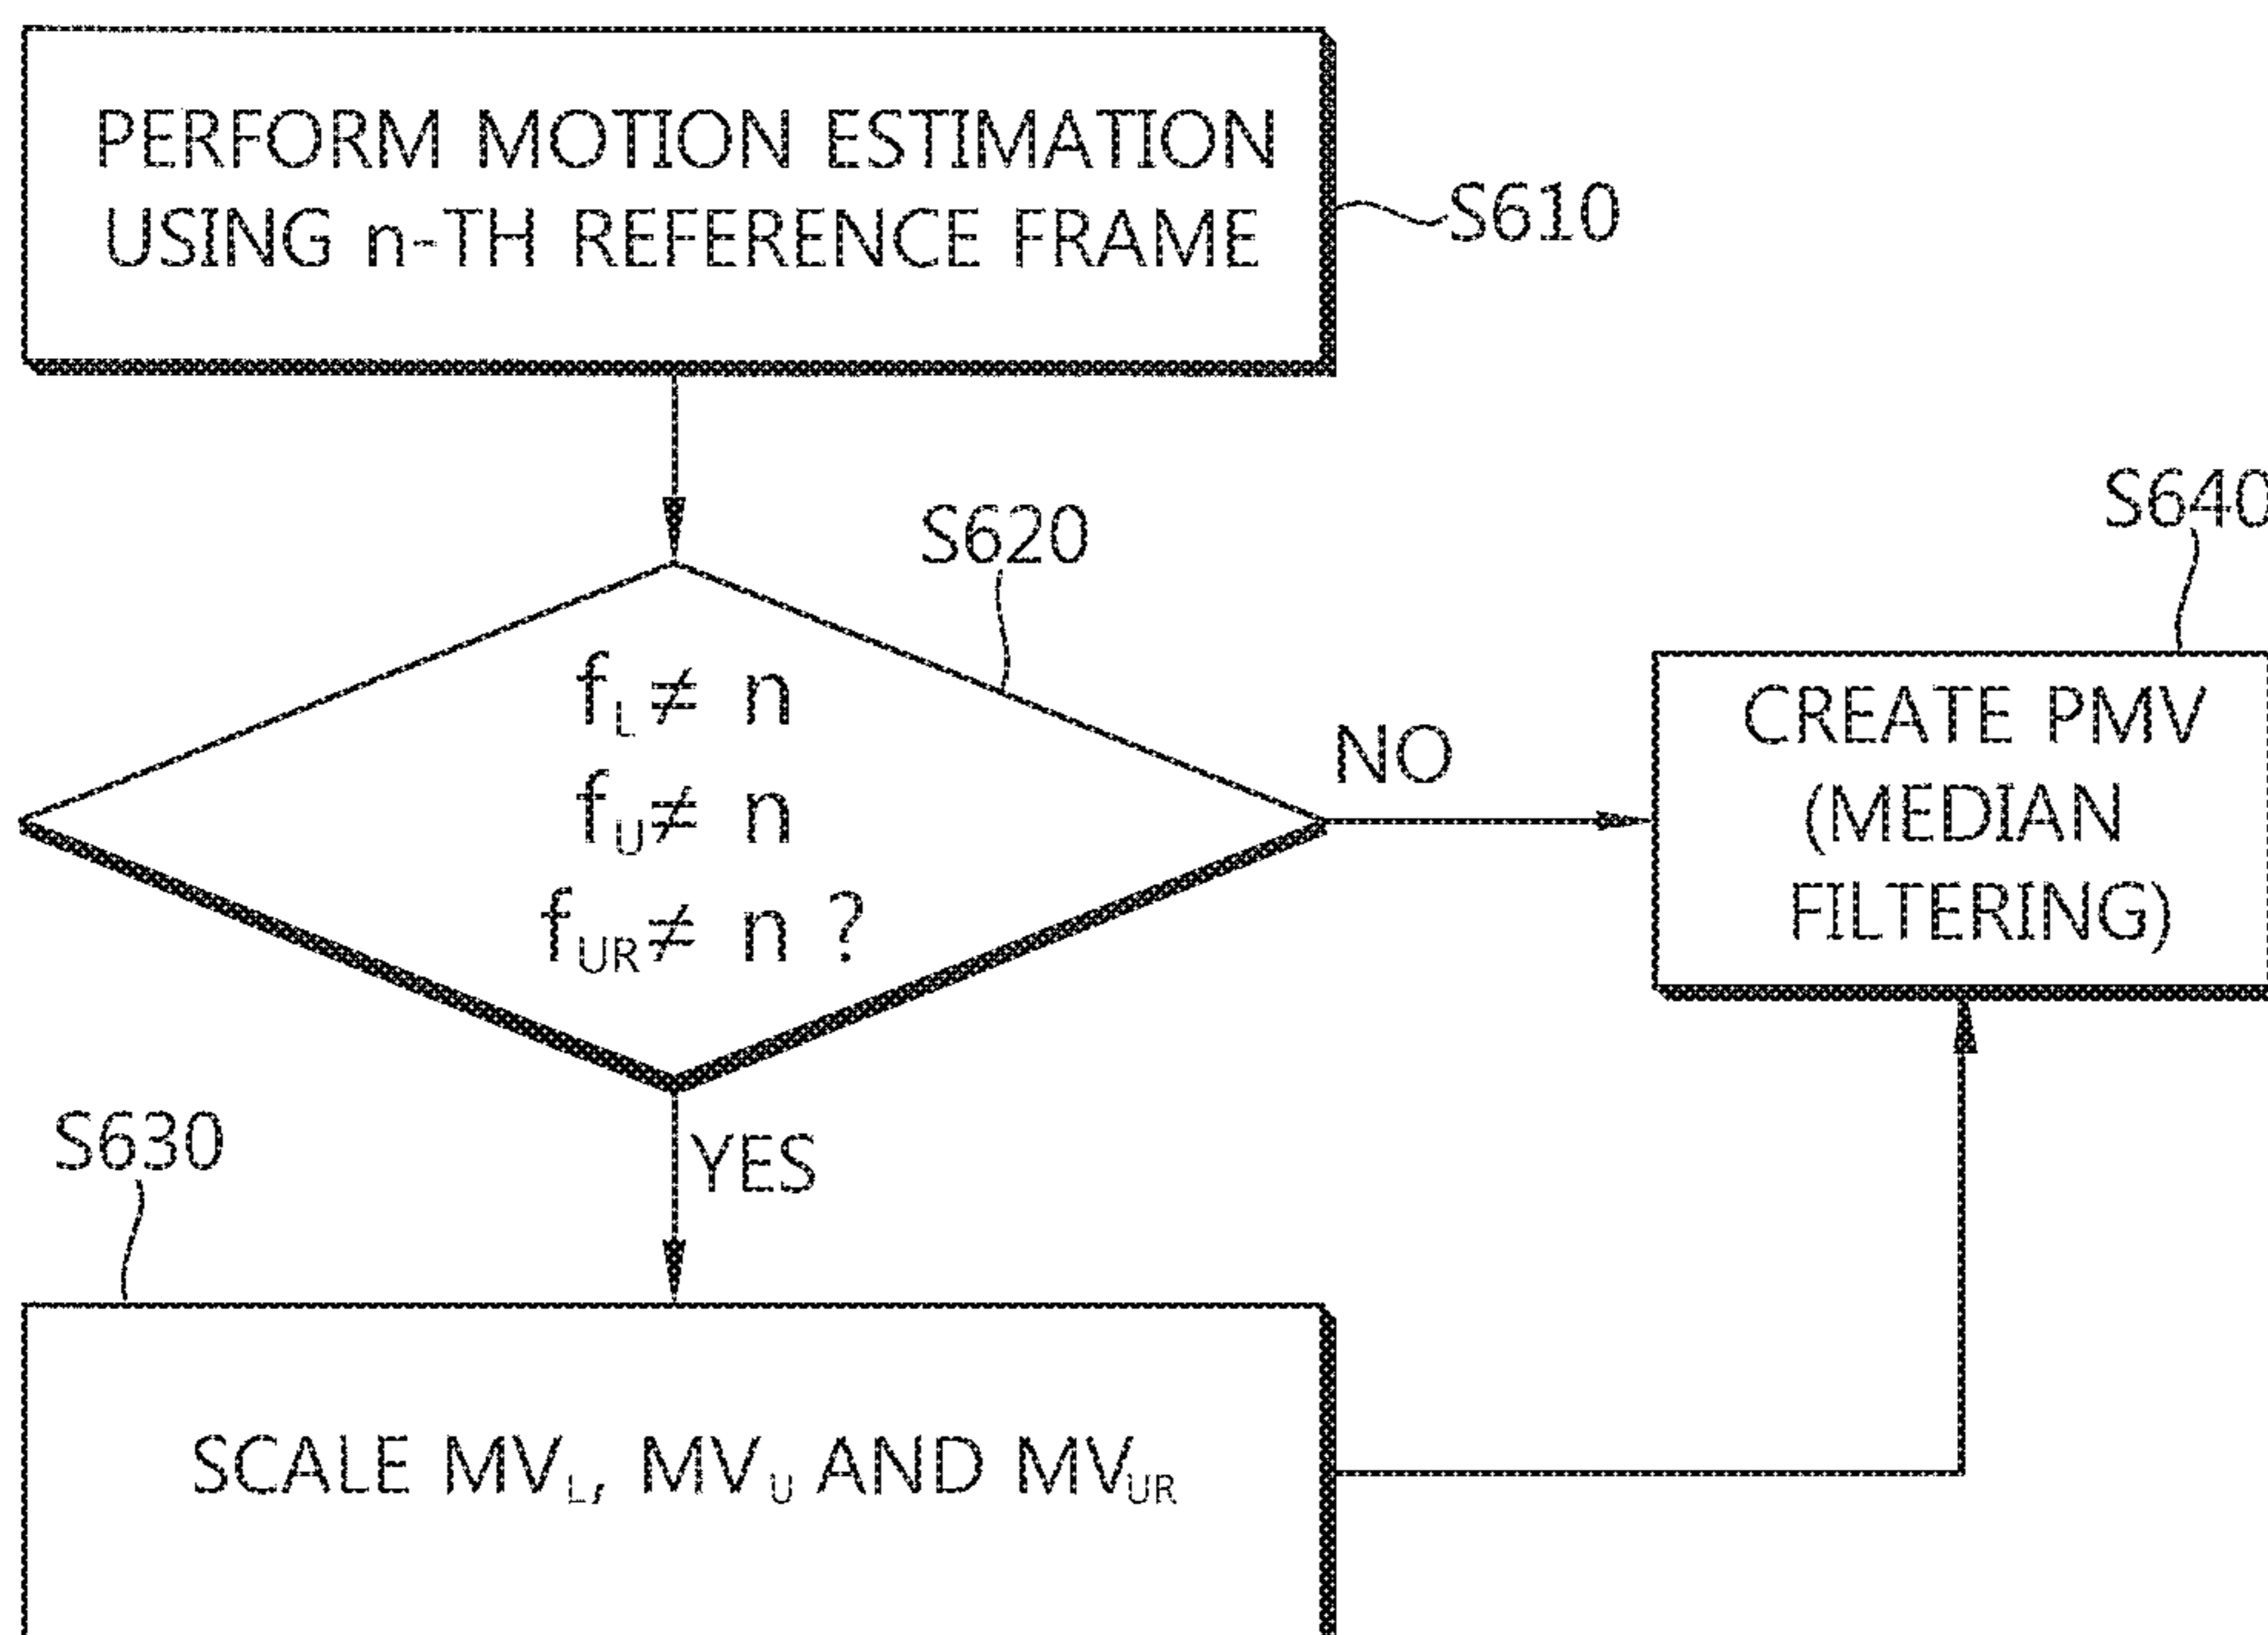 PERFORM MOTION ESTIMATION
USING n-TH REFERENCE FRAME
S610
S620
f_L ≠ n
f_U ≠ n
f_UR ≠ n ?
NO
S640
CREATE PMV
(MEDIAN
FILTERING)
YES
S630
SCALE MV_L, MV_U AND MV_UR